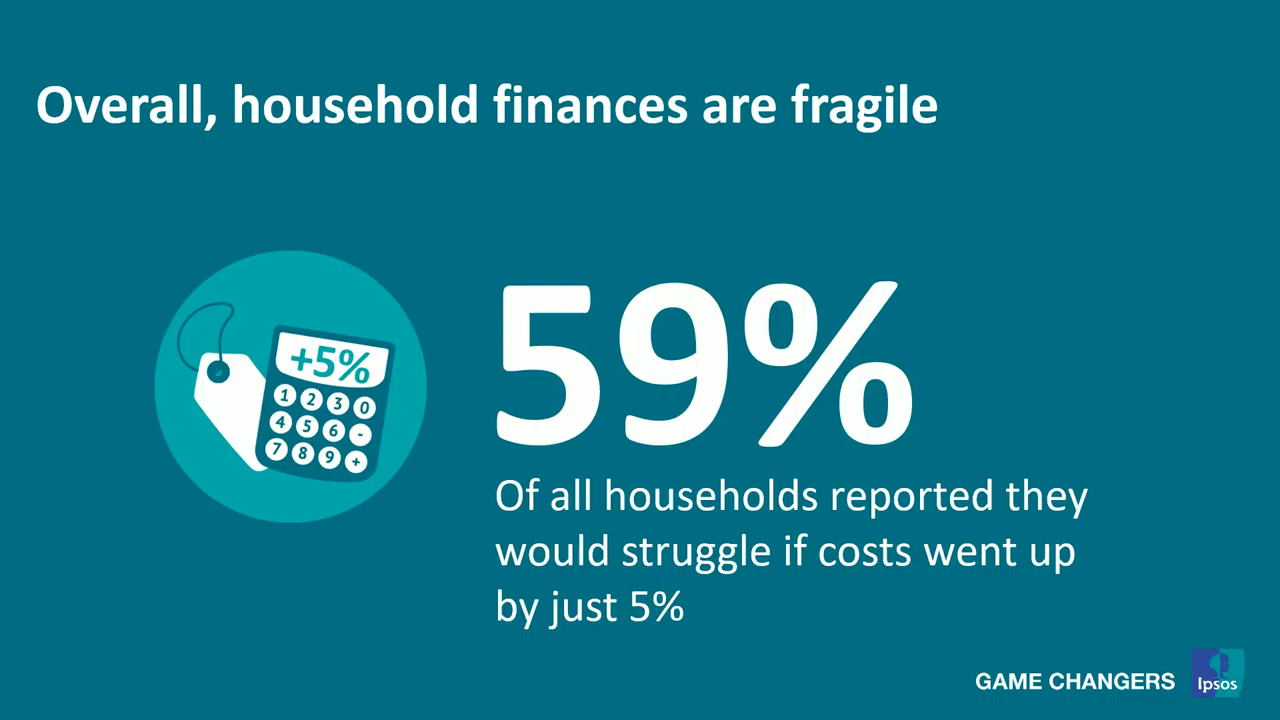 Overall, household finances are fragile
+5%
1 2 3 0
4 5 6 -
7 8 9 +
59%
Of all households reported they
would struggle if costs went up
by just 5%
GAME CHANGERS
Ipsos